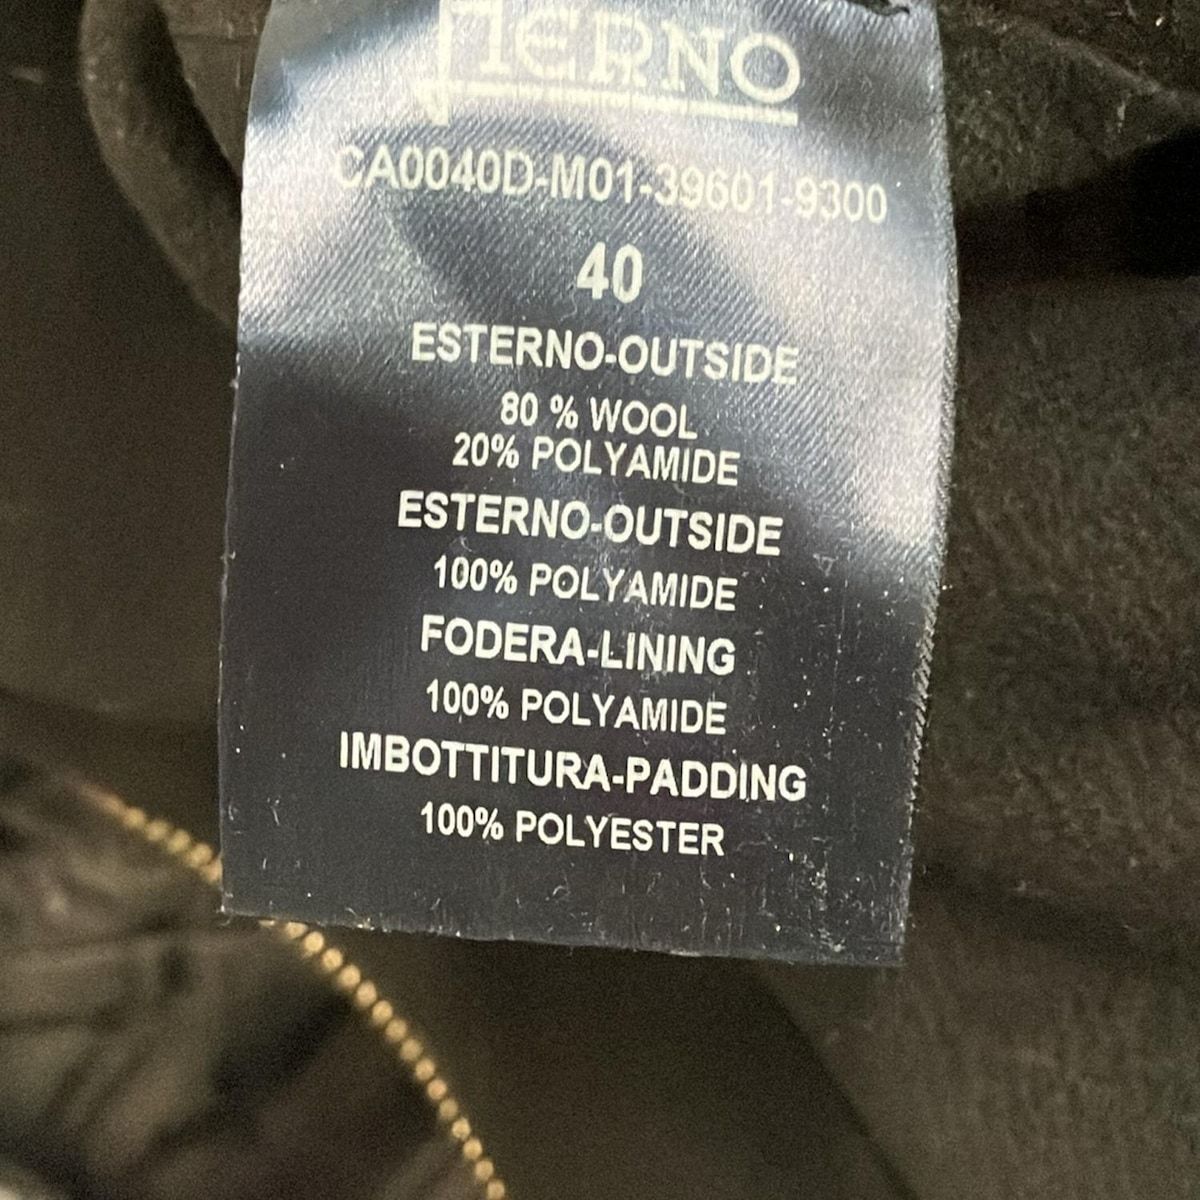 HERNO
CA0040D-M01-39601-9300
40
ESTERNO-OUTSIDE
80 % WOOL
20% POLYAMIDE
ESTERNO-OUTSIDE
100% POLYAMIDE
FODERA-LINING
100% POLYAMIDE
IMBOTTITURA-PADDING
100% POLYESTER